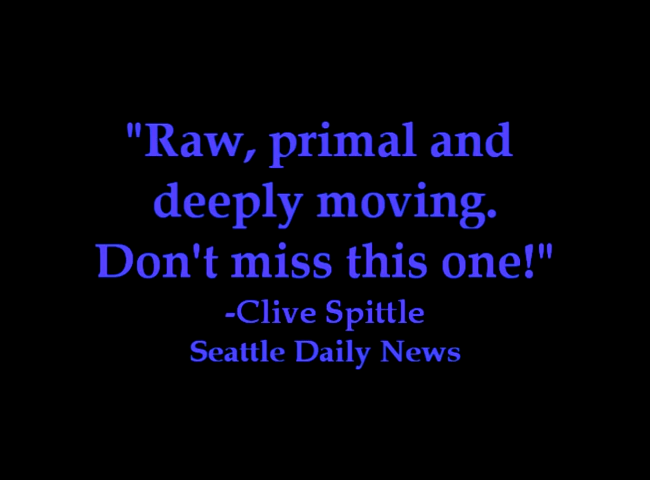 "Raw, primal and
deeply moving.
Don't miss this one!"
-Clive Spittle
Seattle Daily News